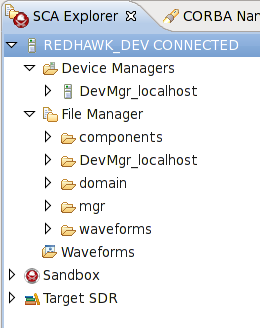 SCA Explorer
CORBA Nan
REDHAWK_DEV CONNECTED
Device Managers
DevMgr_localhost
File Manager
components
DevMgr_localhost
domain
mgr
waveforms
Waveforms
Sandbox
Target SDR